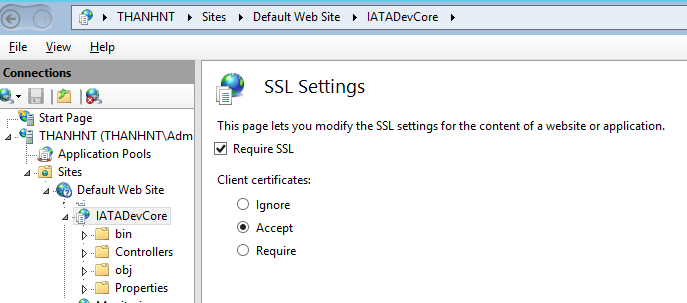 THANHNT Sites Default Web Site IATADevCore
File View Help
Connections
Start Page
THANHNT (THANHNT\Adm
Application Pools
Sites
Default Web Site
IATADevCore
bin
Controllers
obj
Properties
SSL Settings
This page lets you modify the SSL settings for the content of a website or application.
Require SSL
Client certificates:
Ignore
Accept
Require